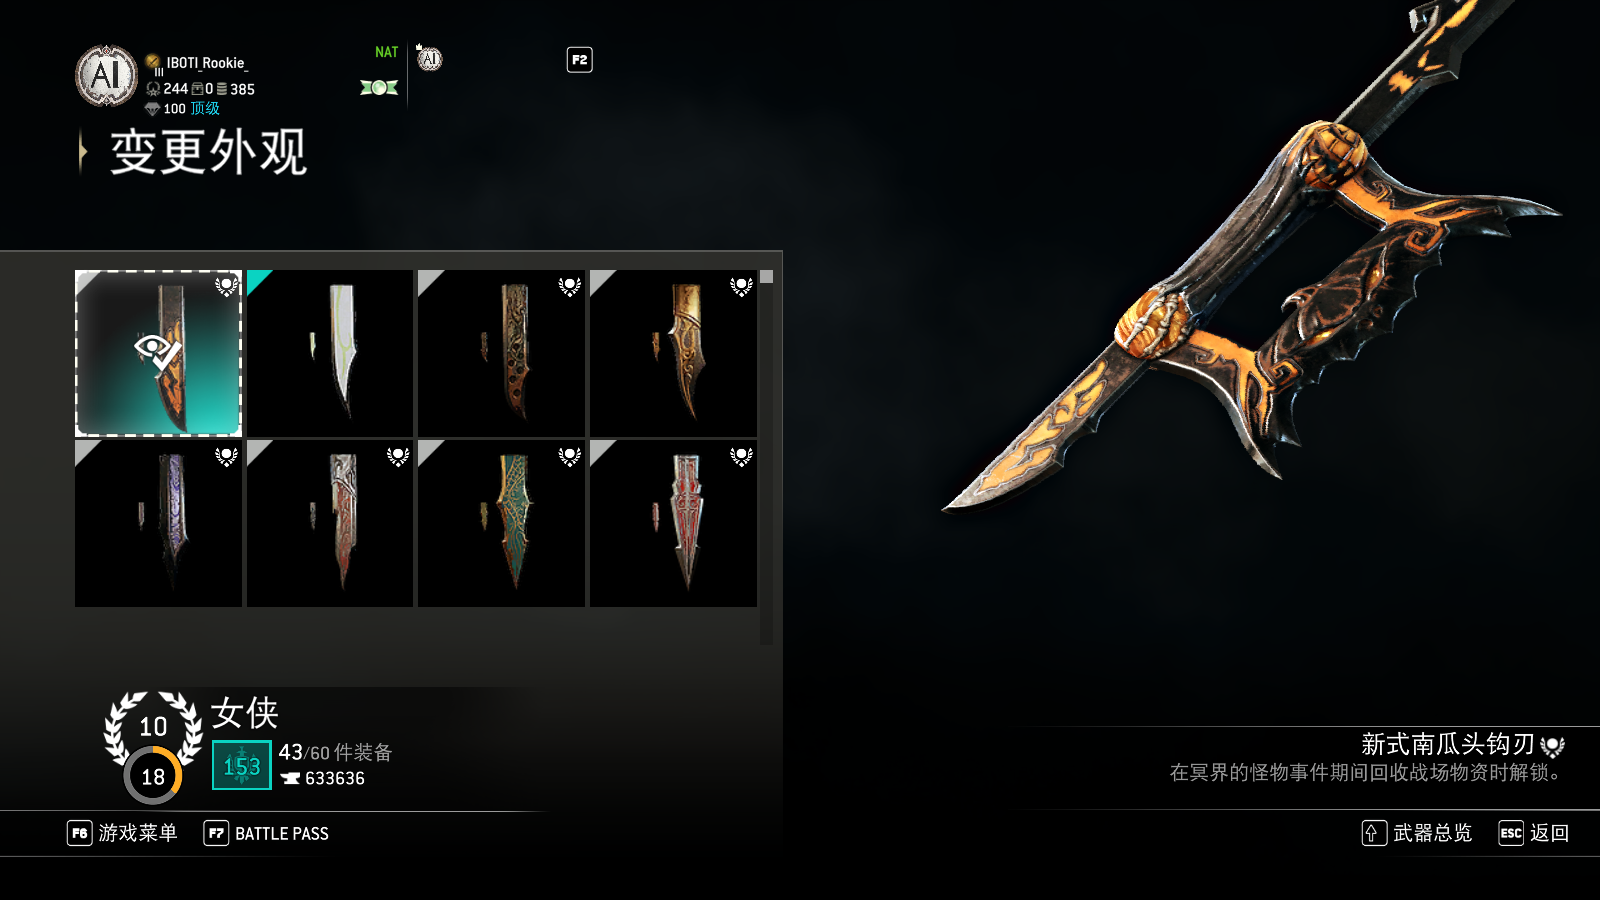 AI
IBOTI_Rookie_
III
244 0 385
100 顶级
NAT
AI
F2
变更外观
10
18
女侠
153
43/60 件装备
633636
新式南瓜头钩刃
在冥界的怪物事件期间回收战场物资时解锁。
F6 游戏菜单
F7 BATTLE PASS
武器总览
ESC 返回